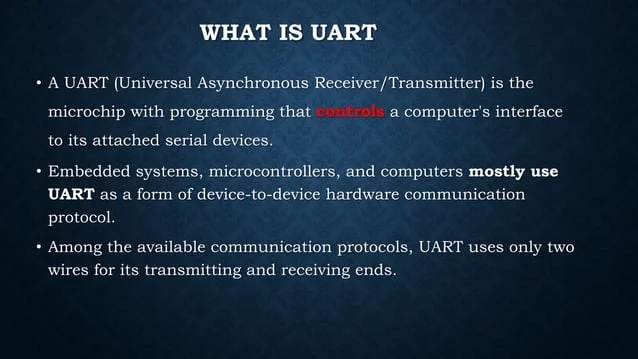 WHAT IS UART
• A UART (Universal Asynchronous Receiver/Transmitter) is the
microchip with programming that controls a computer's interface
to its attached serial devices.
• Embedded systems, microcontrollers, and computers mostly use
UART as a form of device-to-device hardware communication
protocol.
• Among the available communication protocols, UART uses only two
wires for its transmitting and receiving ends.